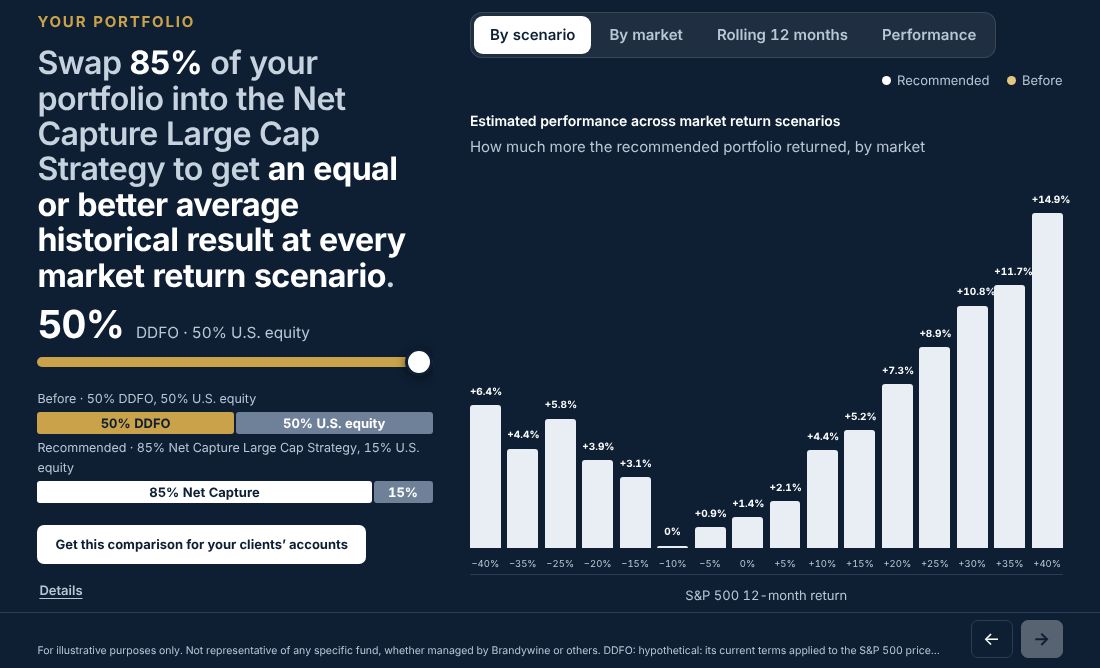 YOUR PORTFOLIO
Swap 85% of your
portfolio into the Net
Capture Large Cap
Strategy to get an equal
or better average
historical result at every
market return scenario.
50% DDFO · 50% U.S. equity
Before · 50% DDFO, 50% U.S. equity
50% DDFO 50% U.S. equity
Recommended · 85% Net Capture Large Cap Strategy, 15% U.S.
equity
85% Net Capture 15%
Get this comparison for your clients’ accounts
Details
By scenario By market Rolling 12 months Performance
Recommended Before
Estimated performance across market return scenarios
How much more the recommended portfolio returned, by market
+6.4% +4.4% +5.8% +3.9% +3.1% 0% +0.9% +1.4% +2.1% +4.4% +5.2% +7.3% +8.9% +10.8% +11.7% +14.9%
−40% −35% −25% −20% −15% −10% −5% 0% +5% +10% +15% +20% +25% +30% +35% +40%
S&P 500 12-month return
For illustrative purposes only. Not representative of any specific fund, whether managed by Brandywine or others. DDFO: hypothetical: its current terms applied to the S&P 500 price…